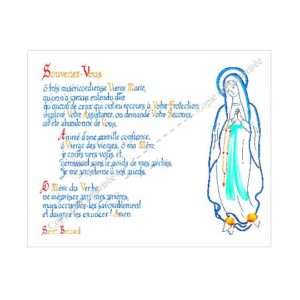 Souvenez-Vous
ô très miséricordieuse Vierge Marie,
qu'on n'a jamais entendu dire
qu'aucun de ceux qui ont eu recours à Votre Protection,
imploré Votre Assistance, ou demandé Votre Secours,
ait été abandonné de Vous.
Animé d'une pareille confiance,
ô Vierge des vierges, ô ma Mère,
je cours vers vous et
gémissant sous le poids de mes péchés,
je me prosterne à vos pieds.
Ô Mère du Verbe,
ne méprisez pas mes prières,
mais accueillez-les favorablement
et daignez les exaucer ! Amen.
Saint Bernard